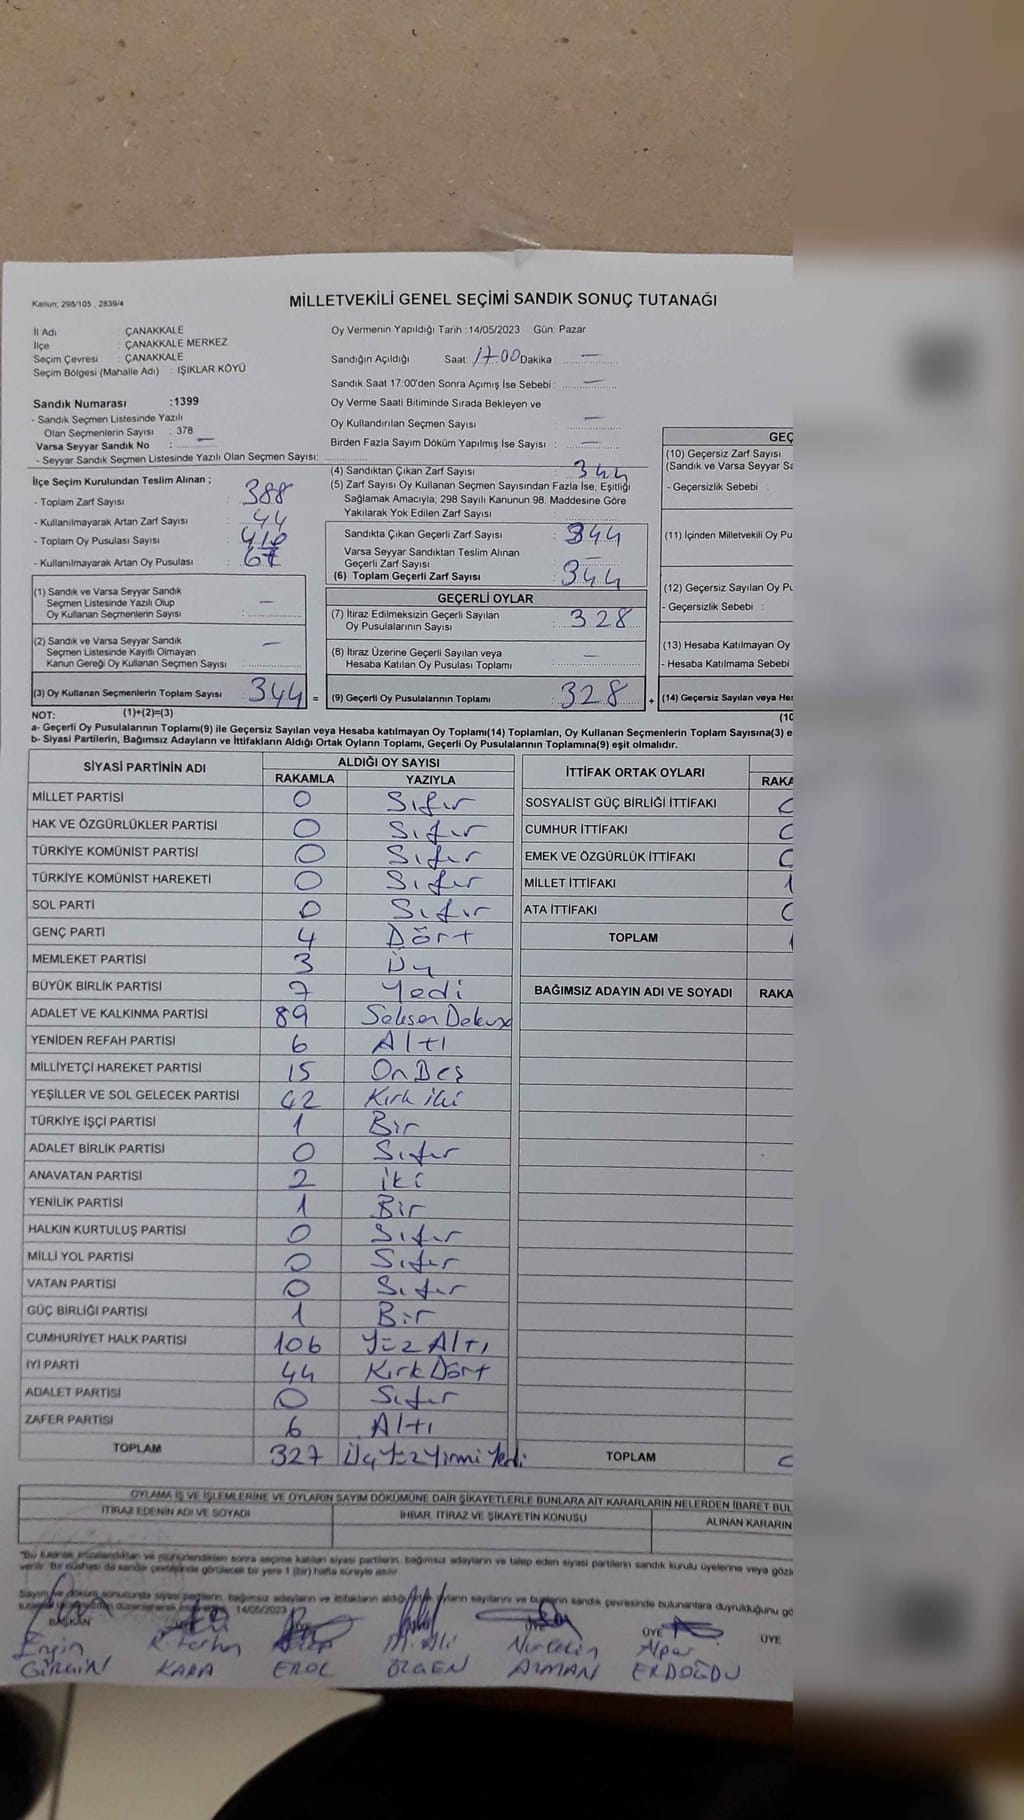 Kanun; 298/105 , 2839/4
MİLLETVEKİLİ GENEL SEÇİMİ SANDIK SONUÇ TUTANAĞI
İl Adı : ÇANAKKALE
İlçe : ÇANAKKALE MERKEZ
Seçim Çevresi : ÇANAKKALE
Seçim Bölgesi (Mahalle Adı) : IŞIKLAR KÖYÜ
Oy Vermenin Yapıldığı Tarih :14/05/2023 Gün: Pazar
Sandığın Açıldığı Saat: 17.00 Dakika : —
Sandık Saat 17:00'den Sonra Açımış İse Sebebi : —
Sandık Numarası :1399
- Sandık Seçmen Listesinde Yazılı
Olan Seçmenlerin Sayısı : 378
Varsa Seyyar Sandık No : —
- Seyyar Sandık Seçmen Listesinde Yazılı Olan Seçmen Sayısı:
Oy Verme Saati Bitiminde Sırada Bekleyen ve
Oy Kullandırılan Seçmen Sayısı : —
Birden Fazla Sayım Döküm Yapılmış İse Sayısı : —
İlçe Seçim Kurulundan Teslim Alınan ;
- Toplam Zarf Sayısı : 388
- Kullanılmayarak Artan Zarf Sayısı : 44
- Toplam Oy Pusulası Sayısı :
- Kullanılmayarak Artan Oy Pusulası :
(4) Sandıktan Çıkan Zarf Sayısı : 344
(5) Zarf Sayısı Oy Kullanan Seçmen Sayısından Fazla İse, Eşitliği
Sağlamak Amacıyla, 298 Sayılı Kanunun 98. Maddesine Göre
Yakılarak Yok Edilen Zarf Sayısı :
Sandıkta Çıkan Geçerli Zarf Sayısı : 344
Varsa Seyyar Sandıktan Teslim Alınan
Geçerli Zarf Sayısı : —
(6) Toplam Geçerli Zarf Sayısı : 344
(1) Sandık ve Varsa Seyyar Sandık
Seçmen Listesinde Yazılı Olup
Oy Kullanan Seçmenlerin Sayısı : —
(2) Sandık ve Varsa Seyyar Sandık
Seçmen Listesinde Kayıtlı Olmayan
Kanun Gereği Oy Kullanan Seçmen Sayısı : —
(3) Oy Kullanan Seçmenlerin Toplam Sayısı : 344 =
GEÇERLİ OYLAR
(7) İtiraz Edilmeksizin Geçerli Sayılan
Oy Pusulalarının Sayısı : 328
(8) İtiraz Üzerine Geçerli Sayılan veya
Hesaba Katılan Oy Pusulası Toplamı : —
(9) Geçerli Oy Pusulalarının Toplamı : 328 +
GEÇ
(10) Geçersiz Zarf Sayısı
(Sandık ve Varsa Seyyar Sa
- Geçersizlik Sebebi :
(11) İçinden Milletvekili Oy Pu
(12) Geçersiz Sayılan Oy Pu
- Geçersizlik Sebebi :
(13) Hesaba Katılmayan Oy
- Hesaba Katılmama Sebebi
(14) Geçersiz Sayılan veya Hes
(10
NOT: (1)+(2)=(3)
a- Geçerli Oy Pusulalarının Toplamı(9) ile Geçersiz Sayılan veya Hesaba katılmayan Oy Toplamı(14) Toplamları, Oy Kullanan Seçmenlerin Toplam Sayısına(3) e
b- Siyasi Partilerin, Bağımsız Adayların ve İttifakların Aldığı Ortak Oyların Toplamı, Geçerli Oy Pusulalarının Toplamına(9) eşit olmalıdır.
SİYASİ PARTİNİN ADI ALDIĞI OY SAYISI
RAKAMLA YAZIYLA
MİLLET PARTİSİ 0 Sıfır
HAK VE ÖZGÜRLÜKLER PARTİSİ 0 Sıfır
TÜRKİYE KOMÜNİST PARTİSİ 0 Sıfır
TÜRKİYE KOMÜNİST HAREKETİ 0 Sıfır
SOL PARTİ 0 Sıfır
GENÇ PARTİ 4 Dört
MEMLEKET PARTİSİ 3 Üç
BÜYÜK BİRLİK PARTİSİ 7 Yedi
ADALET VE KALKINMA PARTİSİ 89 Seksen Dokuz
YENİDEN REFAH PARTİSİ 6 Altı
MİLLİYETÇİ HAREKET PARTİSİ 15 On Beş
YEŞİLLER VE SOL GELECEK PARTİSİ 42 Kırk iki
TÜRKİYE İŞÇİ PARTİSİ 1 Bir
ADALET BİRLİK PARTİSİ 0 Sıfır
ANAVATAN PARTİSİ 2 iki
YENİLİK PARTİSİ 1 Bir
HALKIN KURTULUŞ PARTİSİ 0 Sıfır
MİLLİ YOL PARTİSİ 0 Sıfır
VATAN PARTİSİ 0 Sıfır
GÜÇ BİRLİĞİ PARTİSİ 1 Bir
CUMHURİYET HALK PARTİSİ 106 Yüz Altı
İYİ PARTİ 44 Kırk Dört
ADALET PARTİSİ 0 Sıfır
ZAFER PARTİSİ 6 Altı
TOPLAM 327 Üç Yüz Yirmi Yedi
İTTİFAK ORTAK OYLARI RAKA
SOSYALİST GÜÇ BİRLİĞİ İTTİFAKI 0
CUMHUR İTTİFAKI 0
EMEK VE ÖZGÜRLÜK İTTİFAKI 0
MİLLET İTTİFAKI 1
ATA İTTİFAKI 0
TOPLAM 1
BAĞIMSIZ ADAYIN ADI VE SOYADI RAKA
TOPLAM 0
OYLAMA İŞ VE İŞLEMLERİNE VE OYLARIN SAYIM DÖKÜMÜNE DAİR ŞİKAYETLERLE BUNLARA AİT KARARLARIN NELERDEN İBARET BUL
İTİRAZ EDENİN ADI VE SOYADI İHBAR, İTİRAZ VE ŞİKAYETİN KONUSU ALINAN KARARIN
"Bu tutanak imzalandıktan ve mühürlendikten sonra seçime katılan siyasi partilerin, bağımsız adayların ve talep eden siyasi partilerin sandık kurulu üyelerine veya gözl
verilir. Bir nüshası da sandık çevresinde görülecek bir yere 1 (bir) hafta süreyle asılır
Sayım ve döküm sonucunda siyasi partilerin, bağımsız adayların ve ittifakların aldığı oyların sayılarını ve bunların sandık çevresinde bulunanlara duyrulduğunu gö
14/05/2023
BAŞKAN ÜYE ÜYE ÜYE
Engin GİRGİN
KARA
EROL
M. Ali ÖZGEN
Nurcelin ARMAN
Alper ERDOĞDU